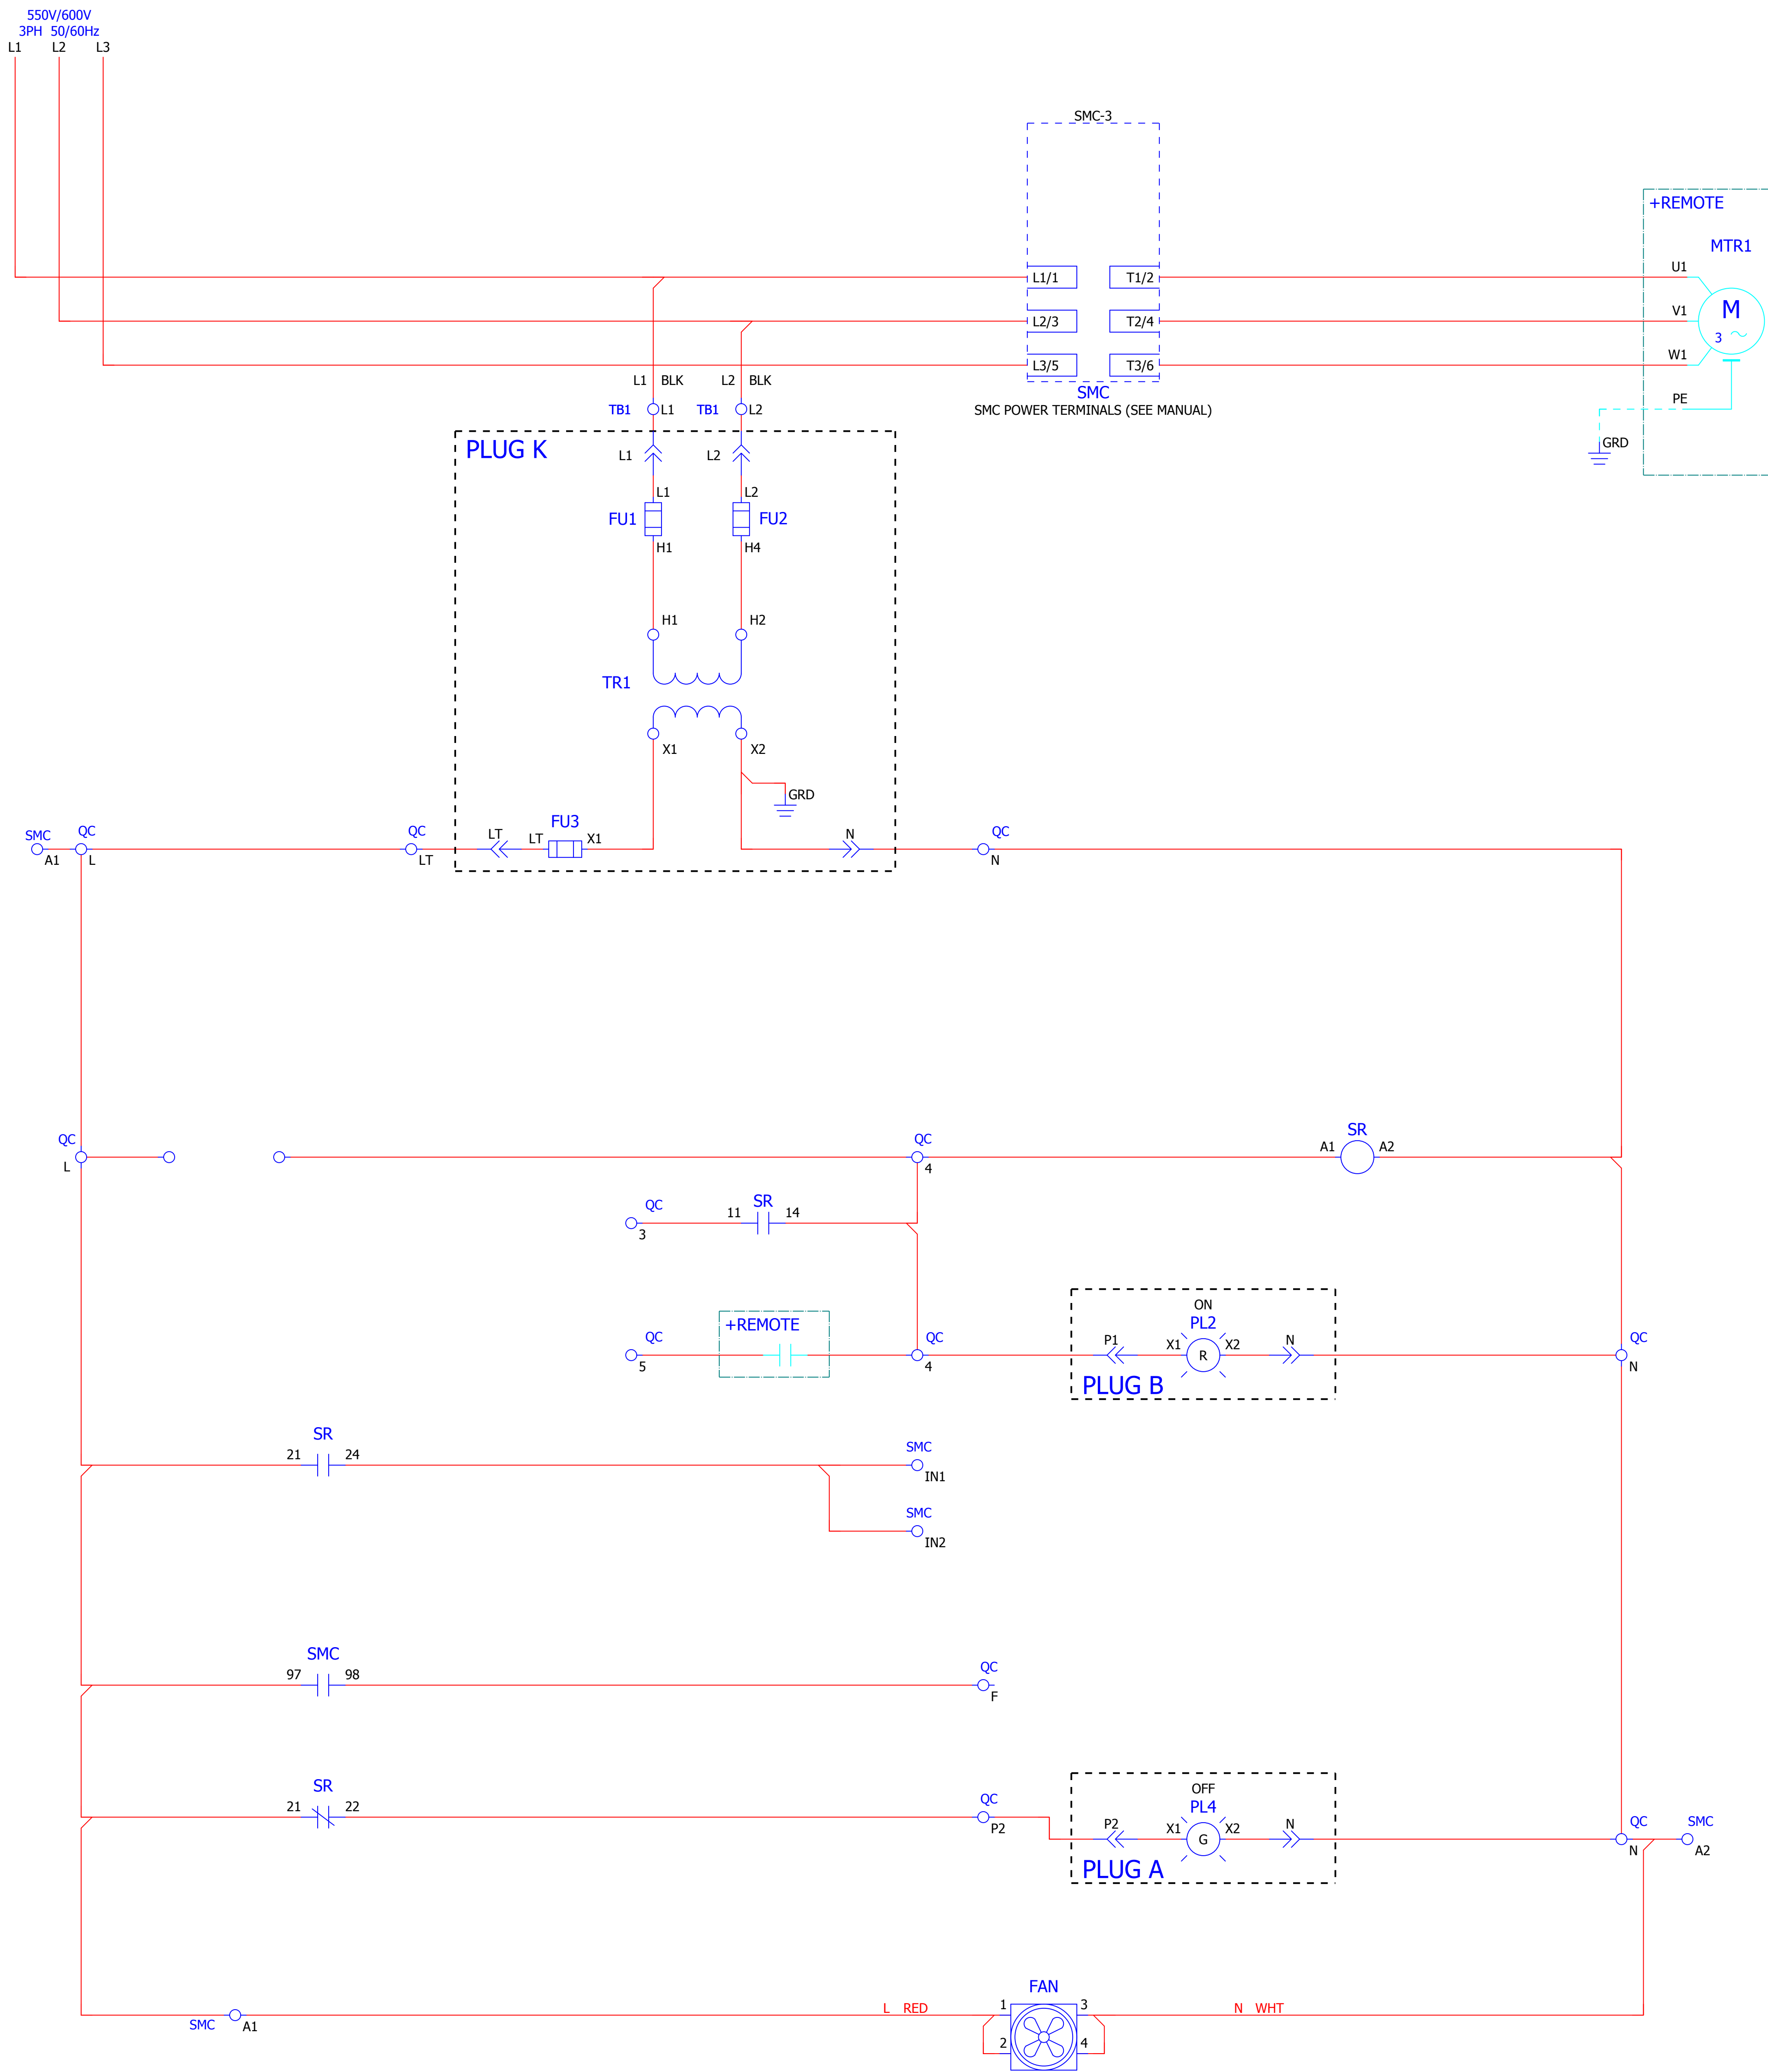 550V/600V
3PH 50/60Hz
L1 L2 L3
SMC-3
+REMOTE
MTR1
L1/1 T1/2 U1
L2/3 T2/4 V1
M
3
L3/5 T3/6 W1
L1 BLK L2 BLK
SMC
SMC POWER TERMINALS (SEE MANUAL)
PE
TB1 L1 TB1 L2
GRD
PLUG K
L1 L2
L1 L2
FU1 FU2
H1 H4
H1 H2
TR1
X1 X2
GRD
FU3
SMC QC QC LT LT X1 N QC
A1 L LT N
QC QC SR
A1 A2
L 4
QC SR
11 14
3
+REMOTE ON
PL2
QC QC P1 X1 R X2 N QC
5 4 N
PLUG B
SR SMC
21 24
IN1
SMC
IN2
SMC QC
97 98
F
SR OFF
PL4
21 22 QC
P2
P2 X1 G X2 N QC SMC
N A2
PLUG A
FAN
L RED 1 3 N WHT
SMC A1
2 4